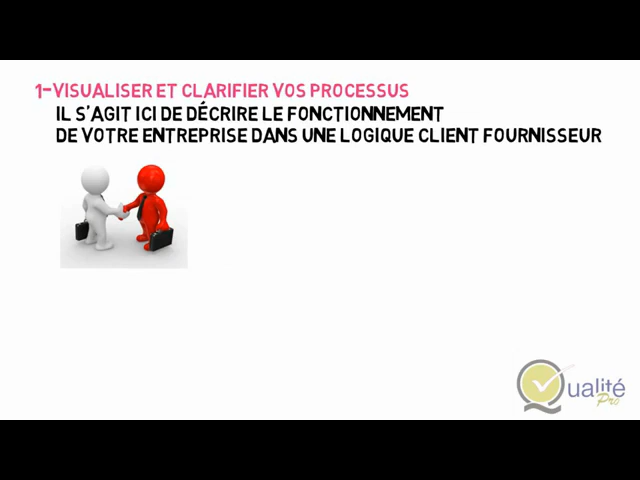 1-VISUALISER ET CLARIFIER VOS PROCESSUS
IL S'AGIT ICI DE DÉCRIRE LE FONCTIONNEMENT
DE VOTRE ENTREPRISE DANS UNE LOGIQUE CLIENT FOURNISSEUR
Qualité
Pro